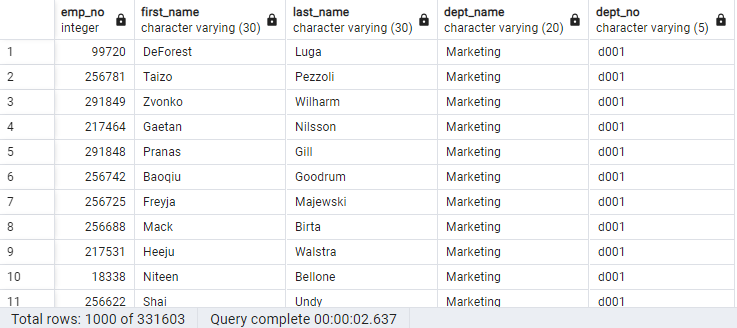 emp_no first_name last_name dept_name dept_no
integer character varying (30) character varying (30) character varying (20) character varying (5)
1 99720 DeForest Luga Marketing d001
2 256781 Taizo Pezzoli Marketing d001
3 291849 Zvonko Wilharm Marketing d001
4 217464 Gaetan Nilsson Marketing d001
5 291848 Pranas Gill Marketing d001
6 256742 Baoqiu Goodrum Marketing d001
7 256725 Freyja Majewski Marketing d001
8 256688 Mack Birta Marketing d001
9 217531 Heeju Walstra Marketing d001
10 18338 Niteen Bellone Marketing d001
11 256622 Shai Undy Marketing d001
Total rows: 1000 of 331603 Query complete 00:00:02.637